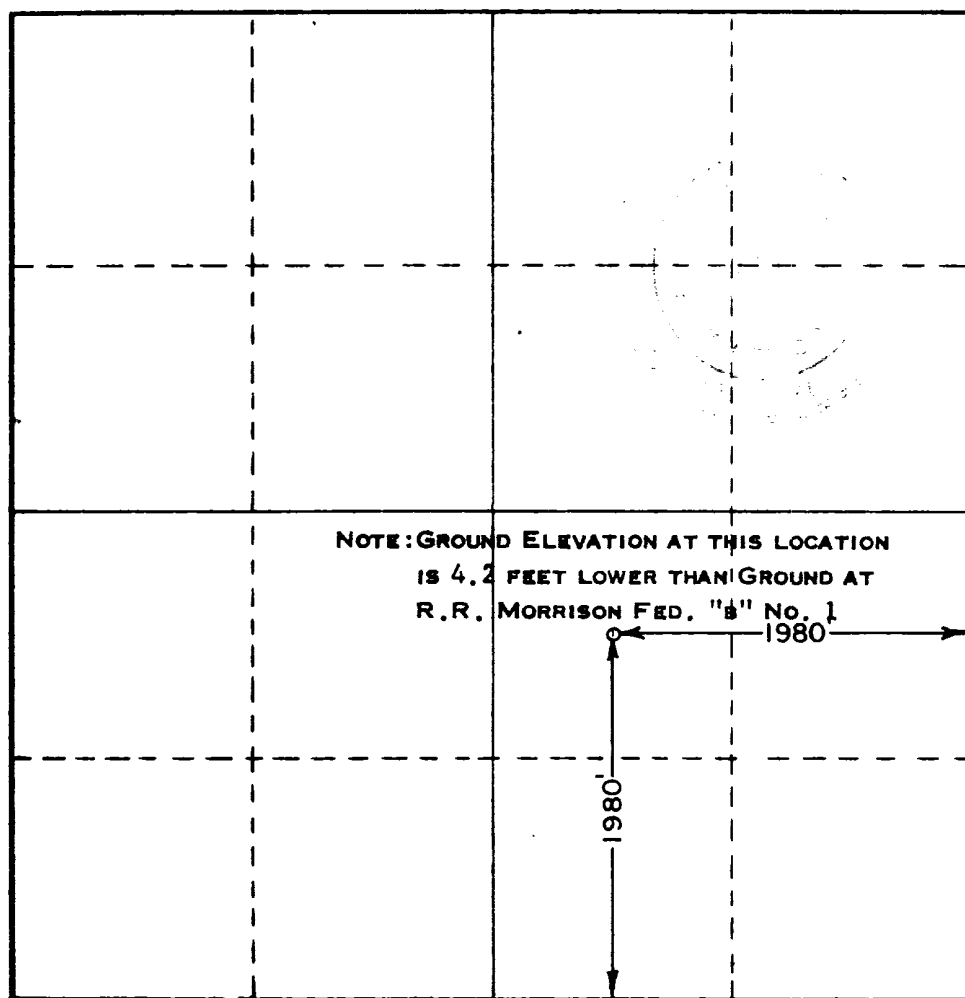 NOTE: GROUND ELEVATION AT THIS LOCATION
IS 4.2 FEET LOWER THAN GROUND AT
R.R. MORRISON FED. "B" NO. 1
1980'
1980'